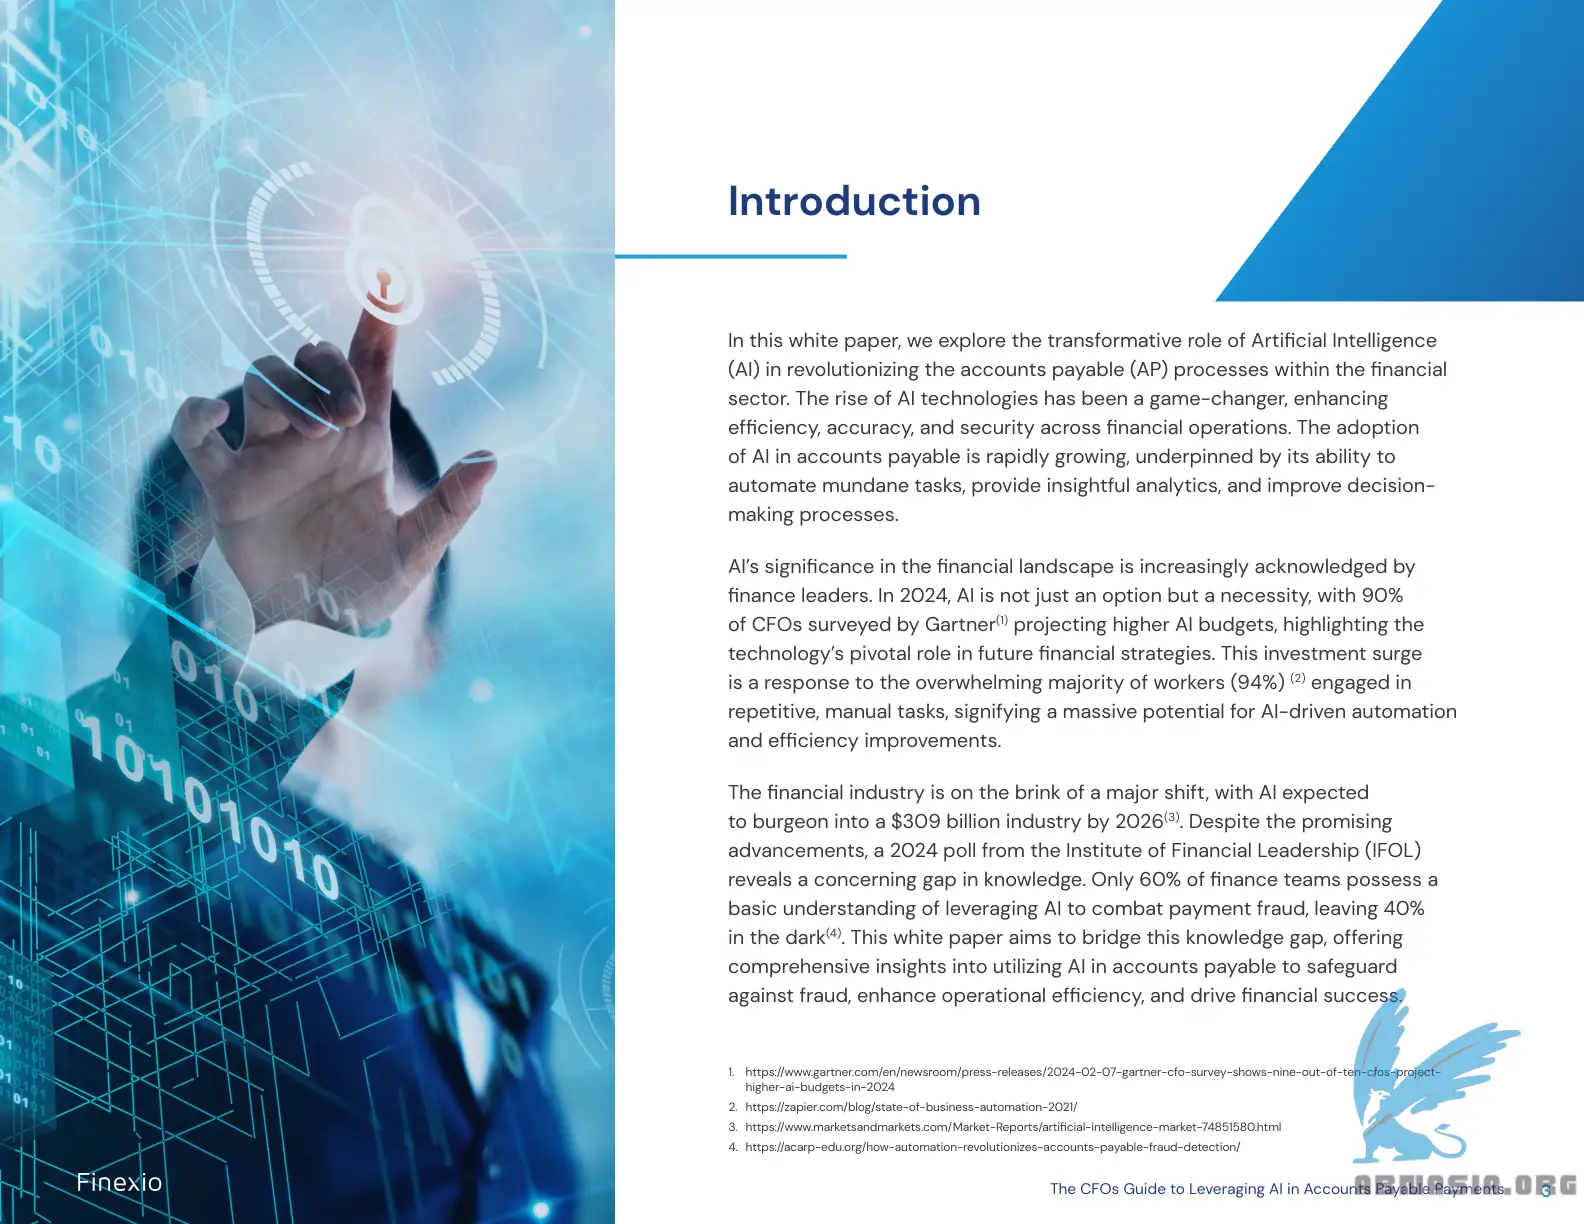 Introduction
In this white paper, we explore the transformative role of Artificial Intelligence
(AI) in revolutionizing the accounts payable (AP) processes within the financial
sector. The rise of AI technologies has been a game-changer, enhancing
efficiency, accuracy, and security across financial operations. The adoption
of AI in accounts payable is rapidly growing, underpinned by its ability to
automate mundane tasks, provide insightful analytics, and improve decision-
making processes.
AI’s significance in the financial landscape is increasingly acknowledged by
finance leaders. In 2024, AI is not just an option but a necessity, with 90%
of CFOs surveyed by Gartner(1) projecting higher AI budgets, highlighting the
technology’s pivotal role in future financial strategies. This investment surge
is a response to the overwhelming majority of workers (94%) (2) engaged in
repetitive, manual tasks, signifying a massive potential for AI-driven automation
and efficiency improvements.
The financial industry is on the brink of a major shift, with AI expected
to burgeon into a $309 billion industry by 2026(3). Despite the promising
advancements, a 2024 poll from the Institute of Financial Leadership (IFOL)
reveals a concerning gap in knowledge. Only 60% of finance teams possess a
basic understanding of leveraging AI to combat payment fraud, leaving 40%
in the dark(4). This white paper aims to bridge this knowledge gap, offering
comprehensive insights into utilizing AI in accounts payable to safeguard
against fraud, enhance operational efficiency, and drive financial success.
1. https://www.gartner.com/en/newsroom/press-releases/2024-02-07-gartner-cfo-survey-shows-nine-out-of-ten-cfos-project-
higher-ai-budgets-in-2024
2. https://zapier.com/blog/state-of-business-automation-2021/
3. https://www.marketsandmarkets.com/Market-Reports/artificial-intelligence-market-74851580.html
4. https://acarp-edu.org/how-automation-revolutionizes-accounts-payable-fraud-detection/
Finexio
The CFOs Guide to Leveraging AI in Accounts Payable Payments
3